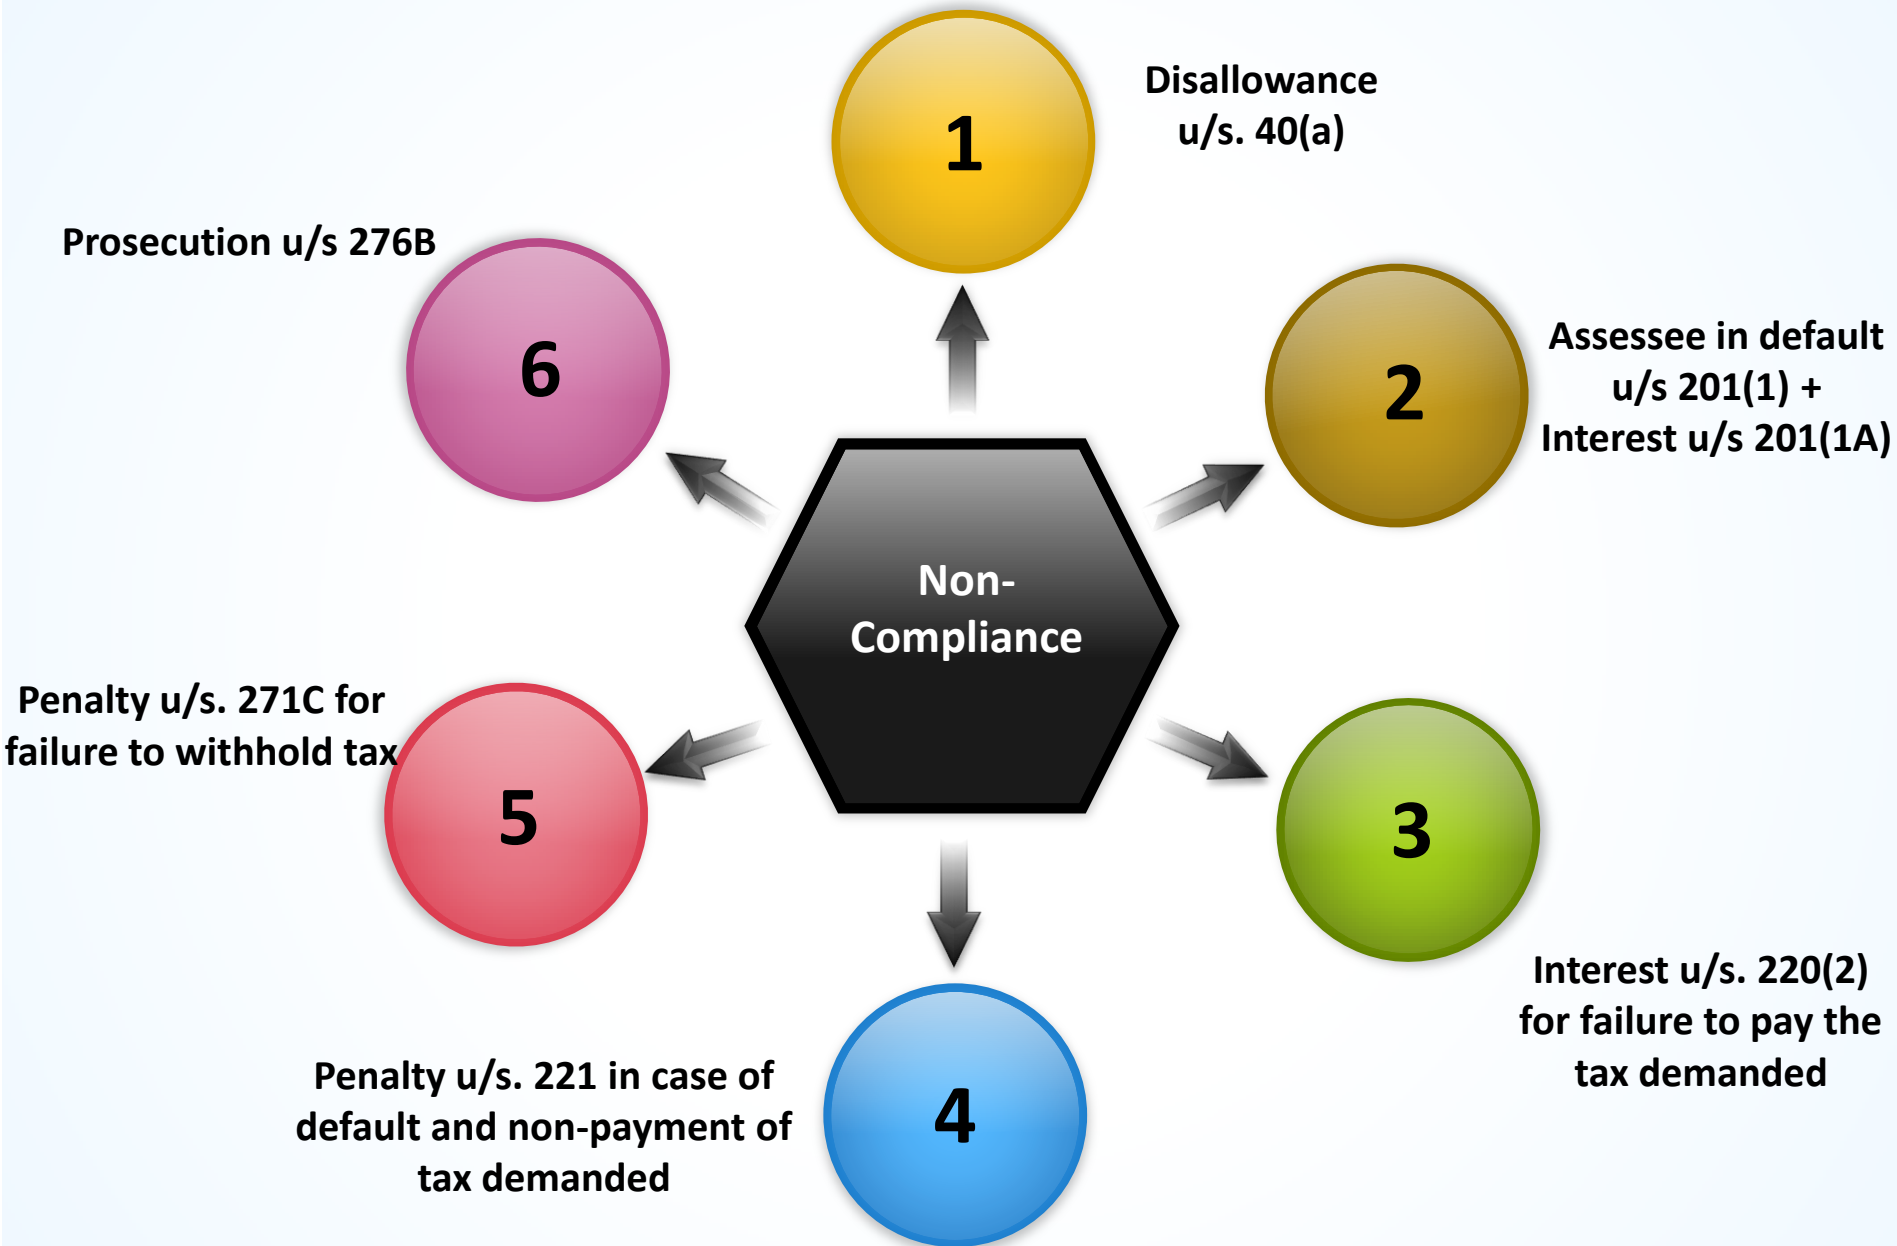 1
Disallowance
u/s. 40(a)
2
Assessee in default
u/s 201(1) +
Interest u/s 201(1A)
3
Interest u/s. 220(2)
for failure to pay the
tax demanded
4
Penalty u/s. 221 in case of
default and non-payment of
tax demanded
5
Penalty u/s. 271C for
failure to withhold tax
6
Prosecution u/s 276B
Non-
Compliance